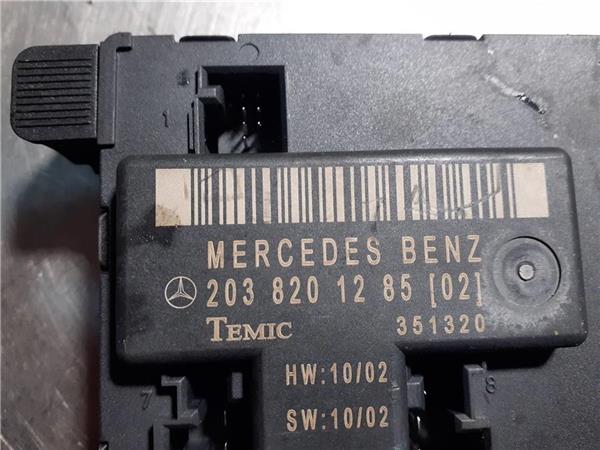 1
MERCEDES BENZ
203 820 12 85 [02]
TEMIC 351320
HW:10/02
7 8
SW:10/02